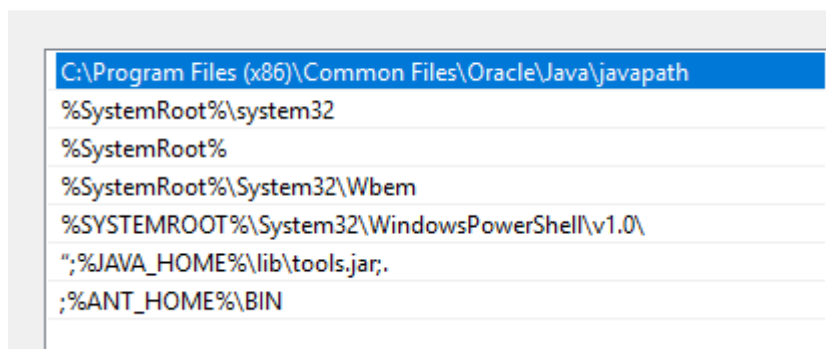 C:\Program Files (x86)\Common Files\Oracle\Java\javapath
%SystemRoot%\system32
%SystemRoot%
%SystemRoot%\System32\Wbem
%SYSTEMROOT%\System32\WindowsPowerShell\v1.0\
“;%JAVA_HOME%\lib\tools.jar;.
;%ANT_HOME%\BIN